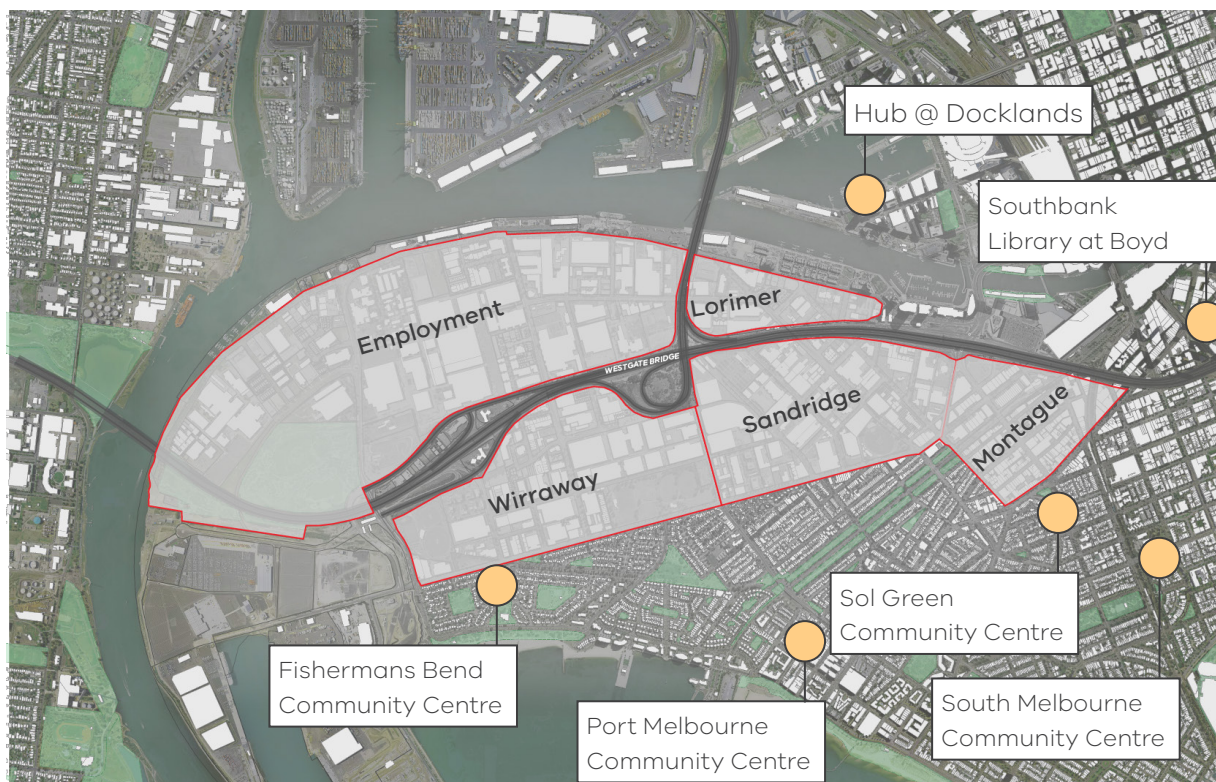 Hub @ Docklands
Southbank
Library at Boyd
Employment
Lorimer
WESTGATE BRIDGE
Sandridge
Montague
Wirraway
Sol Green
Community Centre
Fishermans Bend
Community Centre
South Melbourne
Community Centre
Port Melbourne
Community Centre